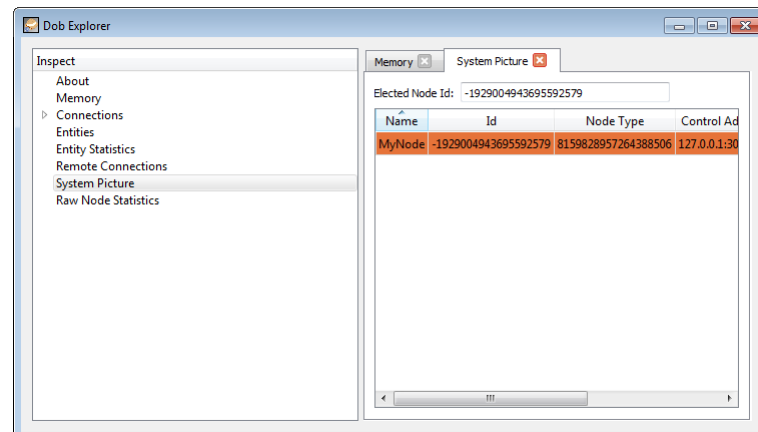 Dob Explorer
Inspect
About
Memory
Connections
Entities
Entity Statistics
Remote Connections
System Picture
Raw Node Statistics
Memory System Picture
Elected Node Id: -1929004943695592579
Name Id Node Type Control Ad
MyNode -1929004943695592579 8159828957264388506 127.0.0.1:30